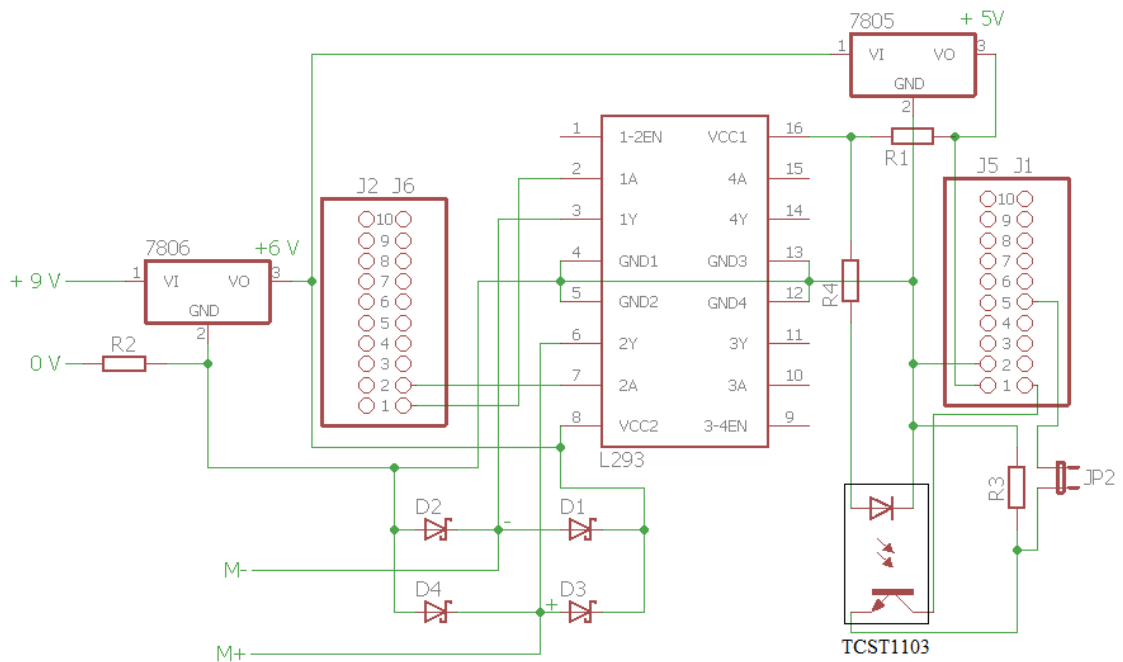 7805
+ 5V
1 VI VO 3
GND
2
1 1-2EN VCC1 16
R1
2 1A 4A 15
3 1Y 4Y 14
4 GND1 GND3 13
5 GND2 GND4 12
6 2Y 3Y 11
7 2A 3A 10
8 VCC2 3-4EN 9
L293
J2 J6
10
9
8
7
6
5
4
3
2
1
7806
+6 V
+ 9 V
1 VI VO 3
GND
2
R2
0 V
R4
J5 J1
10
9
8
7
6
5
4
3
2
1
D2
D1
-
M-
D4
D3
+
M+
R3
JP2
TCST1103